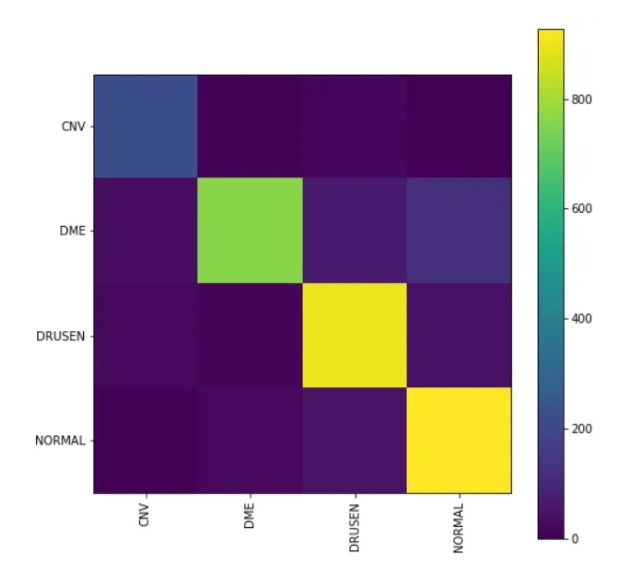 CNV
DME
DRUSEN
NORMAL
CNV
DME
DRUSEN
NORMAL
800
600
400
200
0